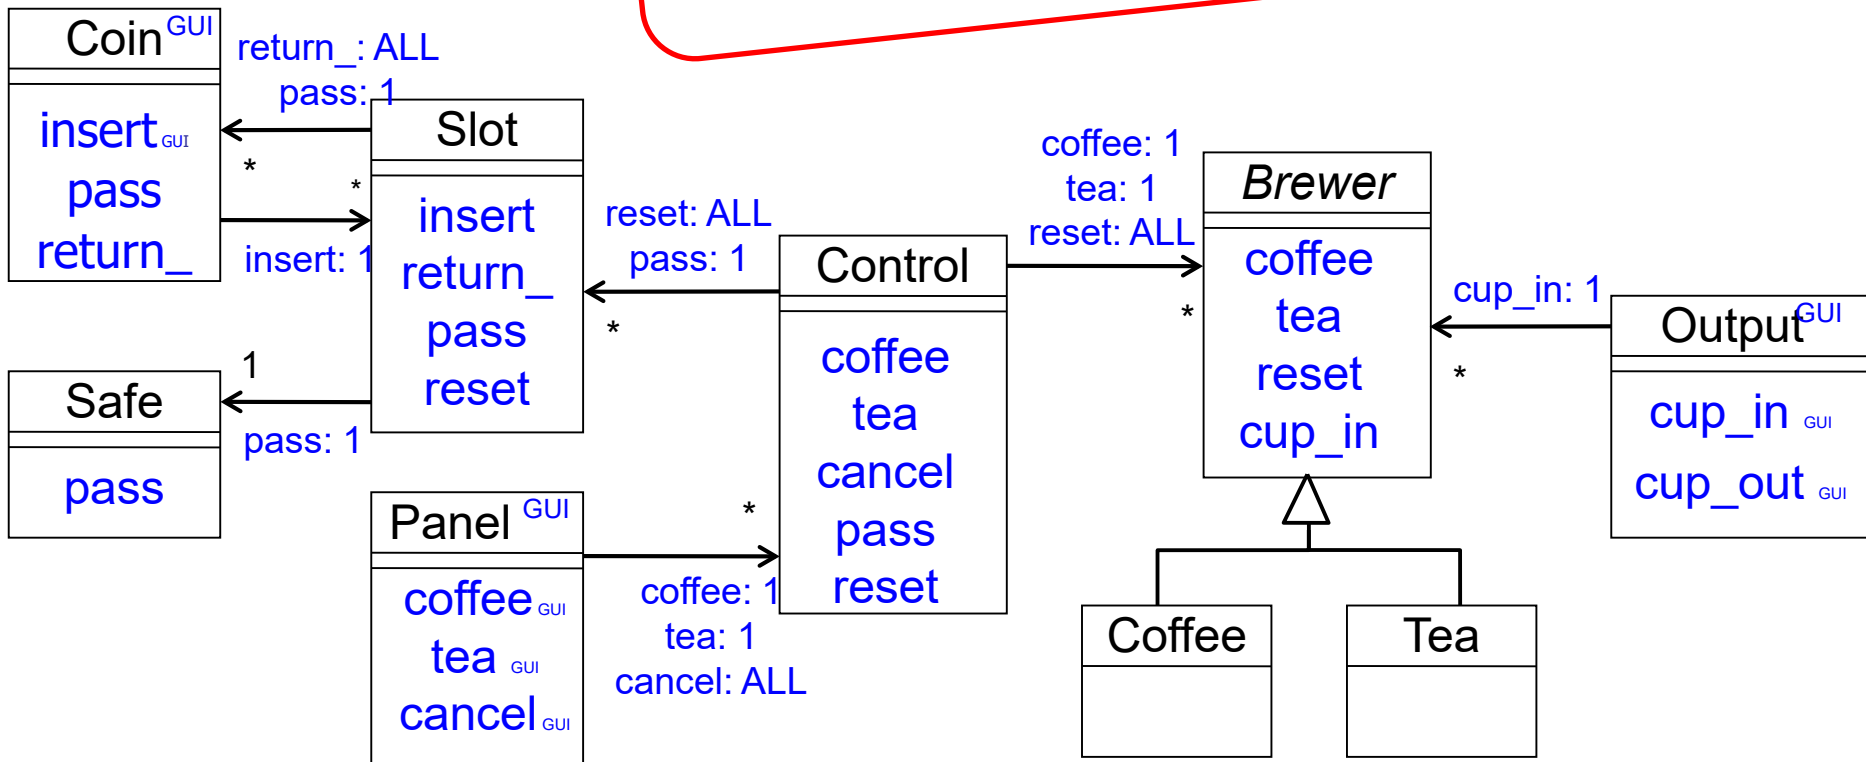 Coin GUI
insert GUI
pass
return_
return_: ALL
pass: 1
*
*
insert: 1
Slot
insert
return_
pass
reset
Safe
pass
1
pass: 1
Panel GUI
coffee GUI
tea GUI
cancel GUI
*
coffee: 1
tea: 1
cancel: ALL
reset: ALL
pass: 1
*
Control
coffee
tea
cancel
pass
reset
coffee: 1
tea: 1
reset: ALL
*
Brewer
coffee
tea
reset
cup_in
cup_in: 1
*
Output GUI
cup_in GUI
cup_out GUI
Coffee
Tea